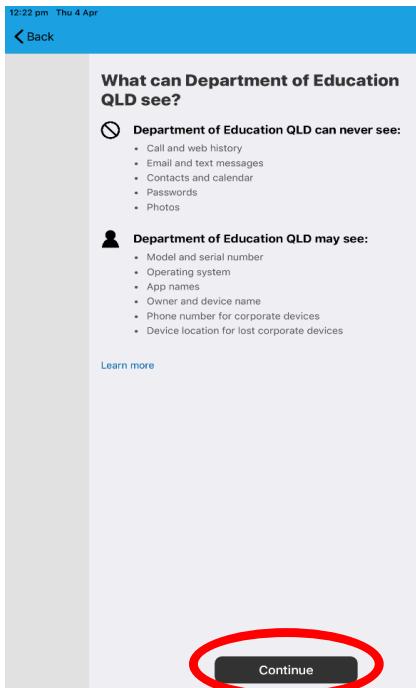 12:22 pm Thu 4 Apr
Back
What can Department of Education
QLD see?
Department of Education QLD can never see:
• Call and web history
• Email and text messages
• Contacts and calendar
• Passwords
• Photos
Department of Education QLD may see:
• Model and serial number
• Operating system
• App names
• Owner and device name
• Phone number for corporate devices
• Device location for lost corporate devices
Learn more
Continue